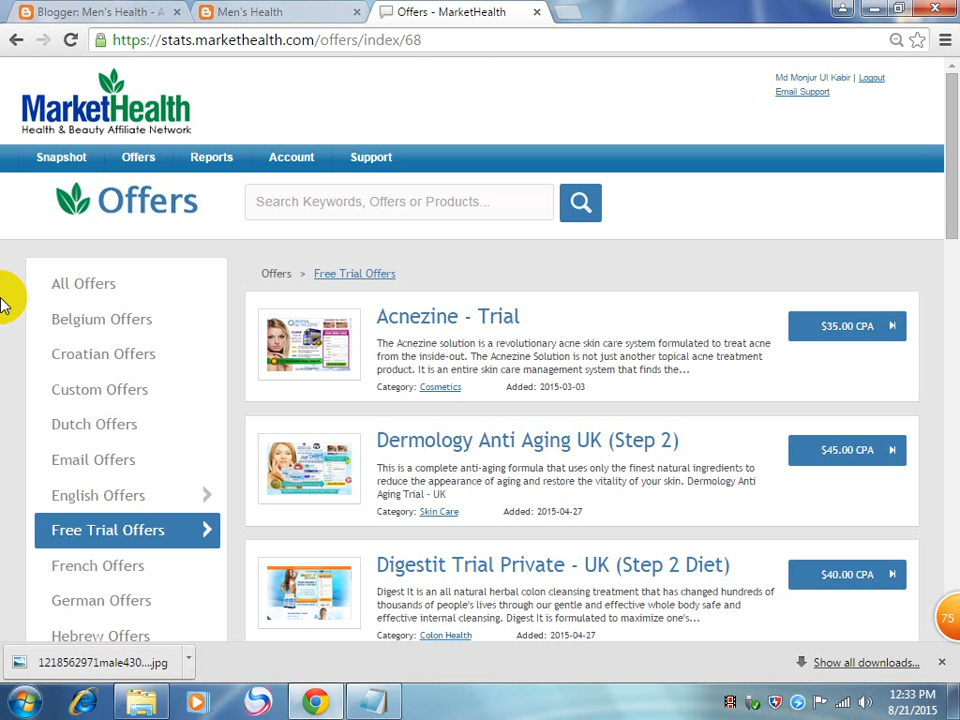 Blogger: Men's Health - A
Men's Health
Offers - MarketHealth
https://stats.markethealth.com/offers/index/68
MarketHealth
Health & Beauty Affiliate Network
Md Monjur Ul Kabir | Logout
Email Support
Snapshot Offers Reports Account Support
Offers
Search Keywords, Offers or Products...
All Offers
Belgium Offers
Croatian Offers
Custom Offers
Dutch Offers
Email Offers
English Offers
Free Trial Offers
French Offers
German Offers
Hebrew Offers
Offers > Free Trial Offers
Acnezine - Trial
The Acnezine solution is a revolutionary acne skin care system formulated to treat acne
from the inside-out. The Acnezine Solution is not just another topical acne treatment
product. It is an entire skin care management system that finds the...
Category: Cosmetics Added: 2015-03-03
$35.00 CPA
Dermology Anti Aging UK (Step 2)
This is a complete anti-aging formula that uses only the finest natural ingredients to
reduce the appearance of aging and restore the vitality of your skin. Dermology Anti
Aging Trial - UK
Category: Skin Care Added: 2015-04-27
$45.00 CPA
Digestit Trial Private - UK (Step 2 Diet)
Digest It is an all natural herbal colon cleansing treatment that has changed hundreds of
thousands of people's lives through our gentle and effective whole body safe and
effective internal cleansing. Digest It is formulated to maximize one's...
Category: Colon Health Added: 2015-04-27
$40.00 CPA
75
1218562971male430....jpg
Show all downloads...
12:33 PM
8/21/2015